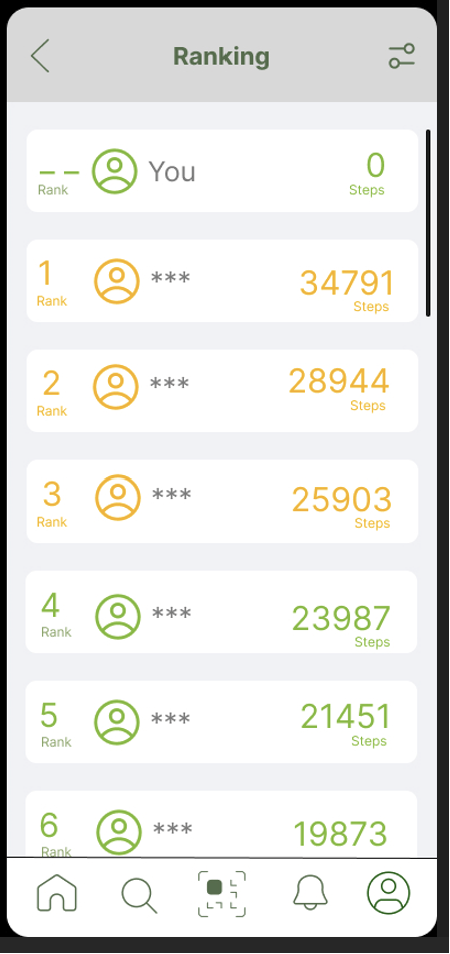 Ranking
-- You 0
Rank Steps
1 *** 34791
Rank Steps
2 *** 28944
Rank Steps
3 *** 25903
Rank Steps
4 *** 23987
Rank Steps
5 *** 21451
Rank Steps
6 *** 19873
Rank